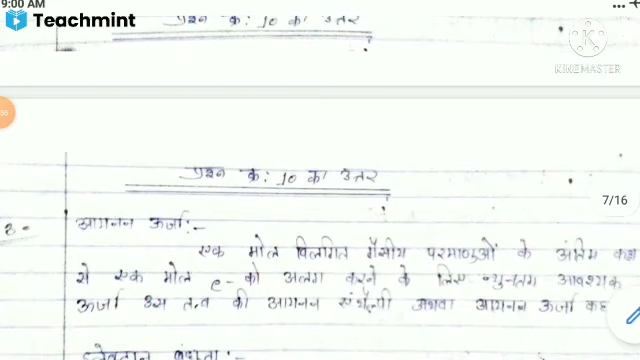 9:00 AM
Teachmint
प्रश्न क्र: 10 का उत्तर
KINEMASTER
36
प्रश्न क्र: 10 का उत्तर
7/16
आयनन ऊर्जा:-
एक मोल विलगित गैसीय परमाणुओं के अंतिम कक्ष
से एक मोल e- को अलग करने के लिए न्युनतम आवश्यक
ऊर्जा उस तत्व की आयनन एंथैल्पी अथवा आयनन ऊर्जा कह
:-